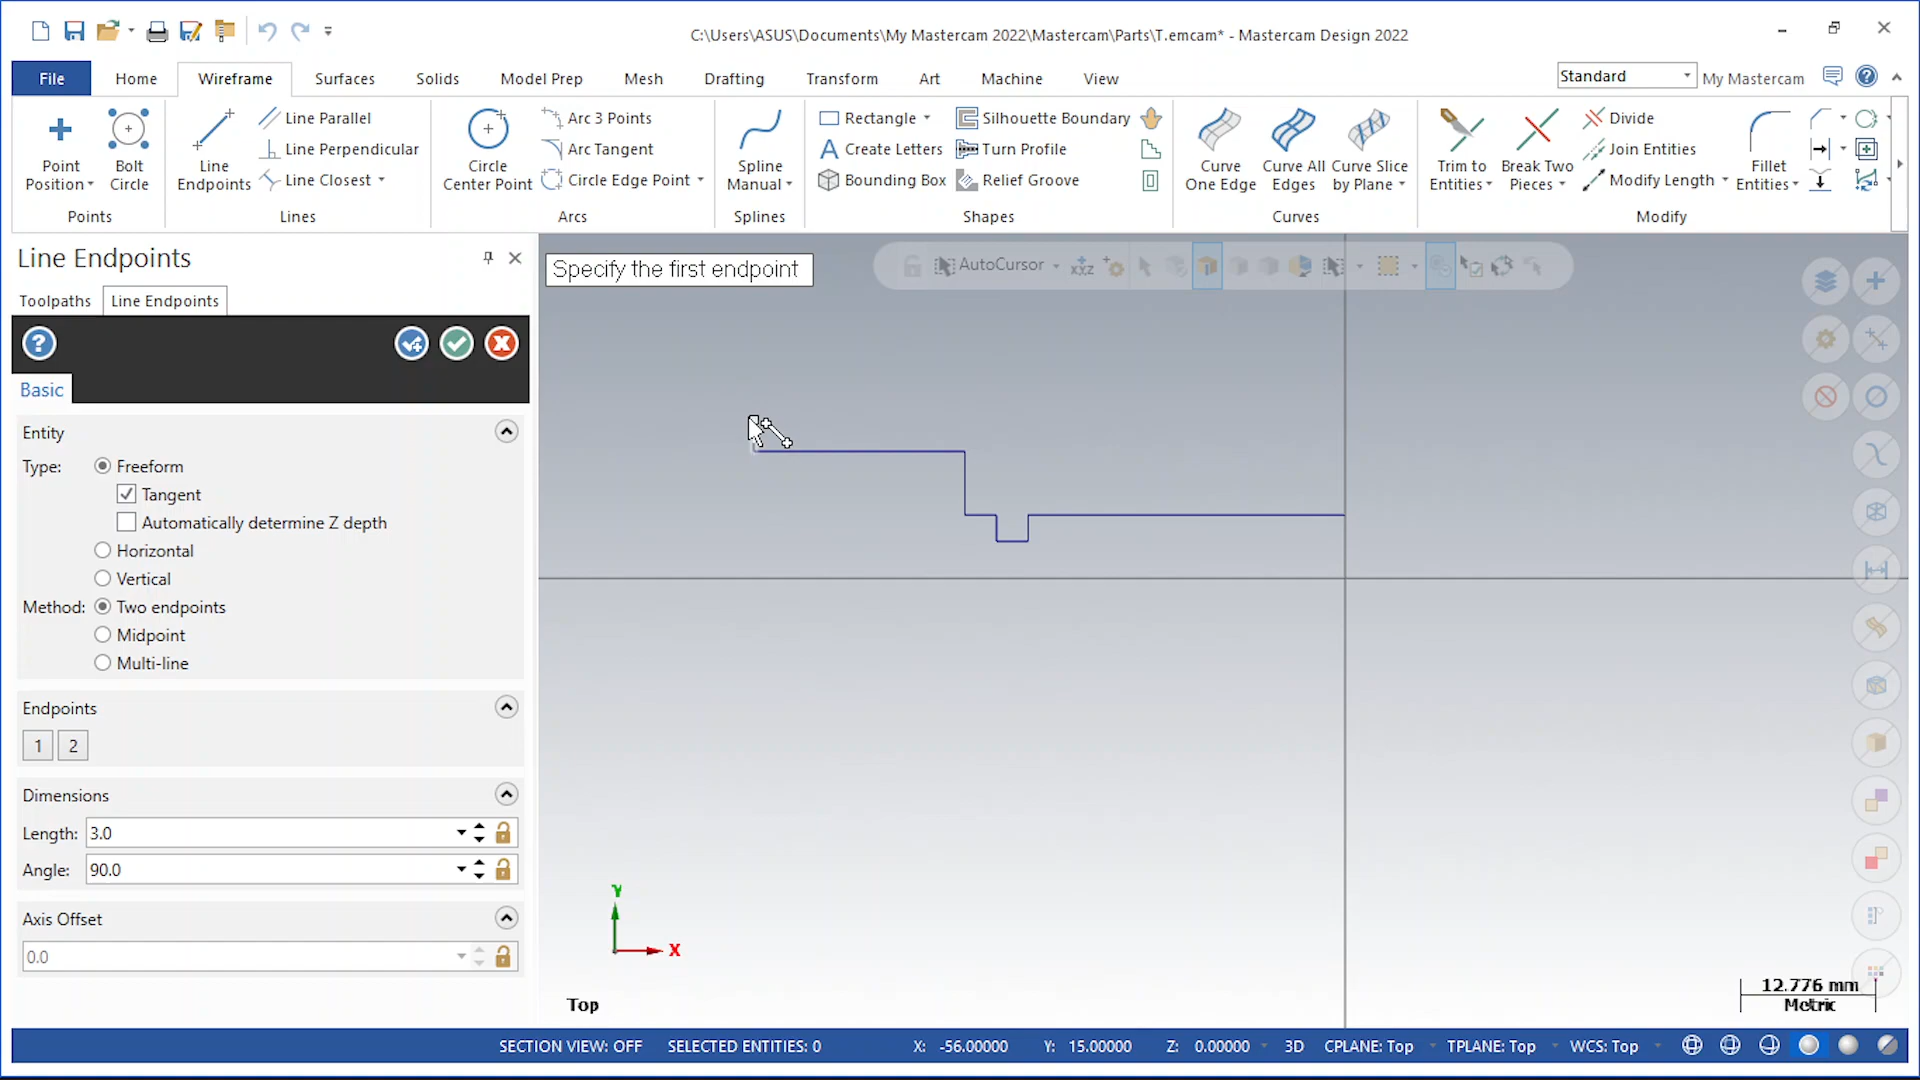 C:\Users\ASUS\Documents\My Mastercam 2022\Mastercam\Parts\T.emcam* - Mastercam Design 2022
File Home Wireframe Surfaces Solids Model Prep Mesh Drafting Transform Art Machine View Standard My Mastercam
Point Position
Bolt Circle
Points
Line Endpoints
Line Parallel
Line Perpendicular
Line Closest
Lines
Circle Center Point
Arc 3 Points
Arc Tangent
Circle Edge Point
Arcs
Spline Manual
Splines
Rectangle
Create Letters
Bounding Box
Silhouette Boundary
Turn Profile
Relief Groove
Shapes
Curve One Edge
Curve All Edges
Curve Slice by Plane
Curves
Trim to Entities
Break Two Pieces
Divide
Join Entities
Modify Length
Fillet Entities
Modify
Line Endpoints
Toolpaths Line Endpoints
Basic
Entity
Type: Freeform
Tangent
Automatically determine Z depth
Horizontal
Vertical
Method: Two endpoints
Midpoint
Multi-line
Endpoints
1 2
Dimensions
Length: 3.0
Angle: 90.0
Axis Offset
0.0
Specify the first endpoint
AutoCursor
Y
X
Top
12.776 mm
Metric
SECTION VIEW: OFF SELECTED ENTITIES: 0 X: -56.00000 Y: 15.00000 Z: 0.00000 3D CPLANE: Top TPLANE: Top WCS: Top